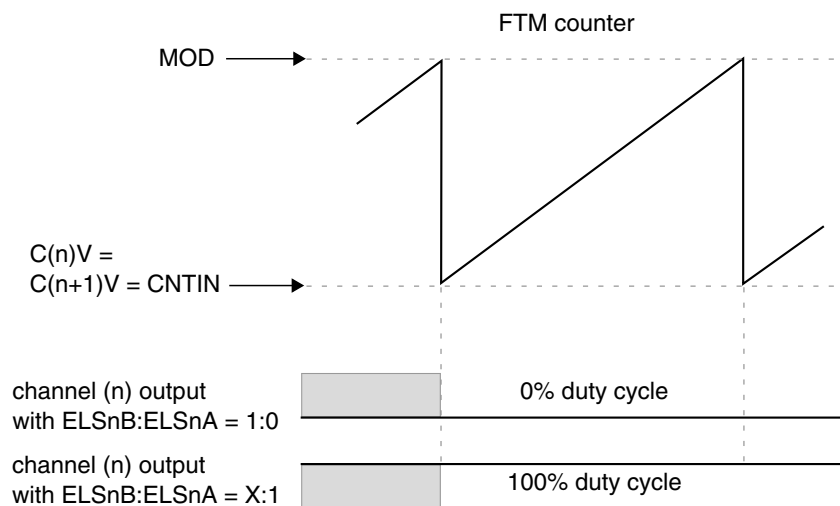 FTM counter
MOD
C(n)V =
C(n+1)V = CNTIN
channel (n) output
with ELSnB:ELSnA = 1:0
0% duty cycle
channel (n) output
with ELSnB:ELSnA = X:1
100% duty cycle